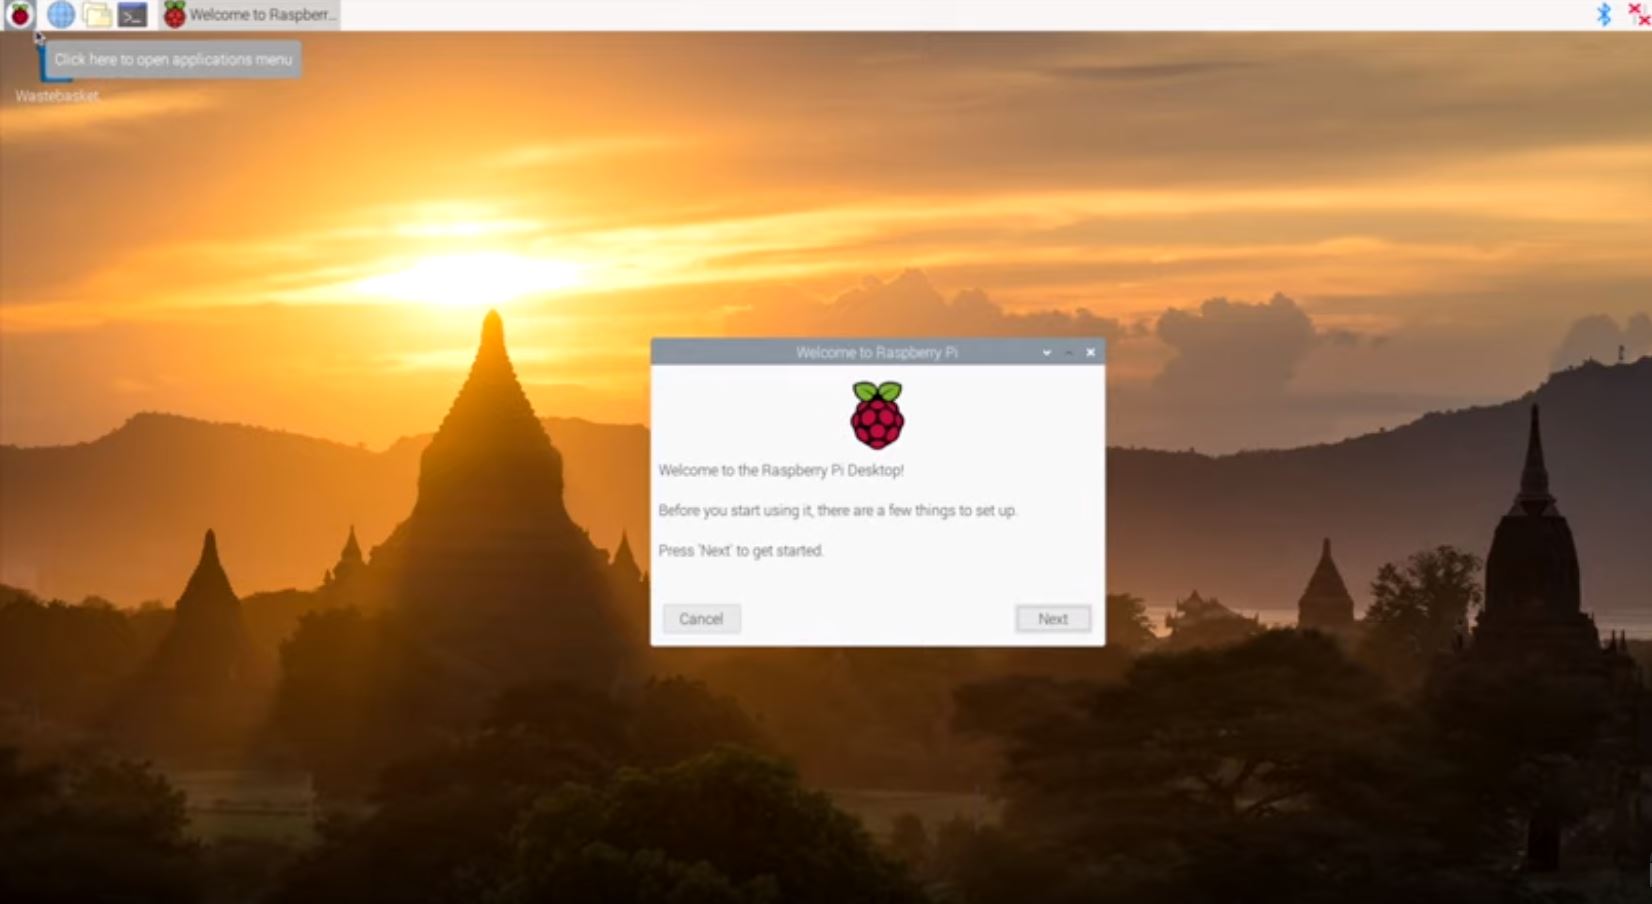 Welcome to Raspberr...
Click here to open applications menu
Wastebasket
Welcome to Raspberry Pi
Welcome to the Raspberry Pi Desktop!
Before you start using it, there are a few things to set up.
Press 'Next' to get started.
Cancel
Next